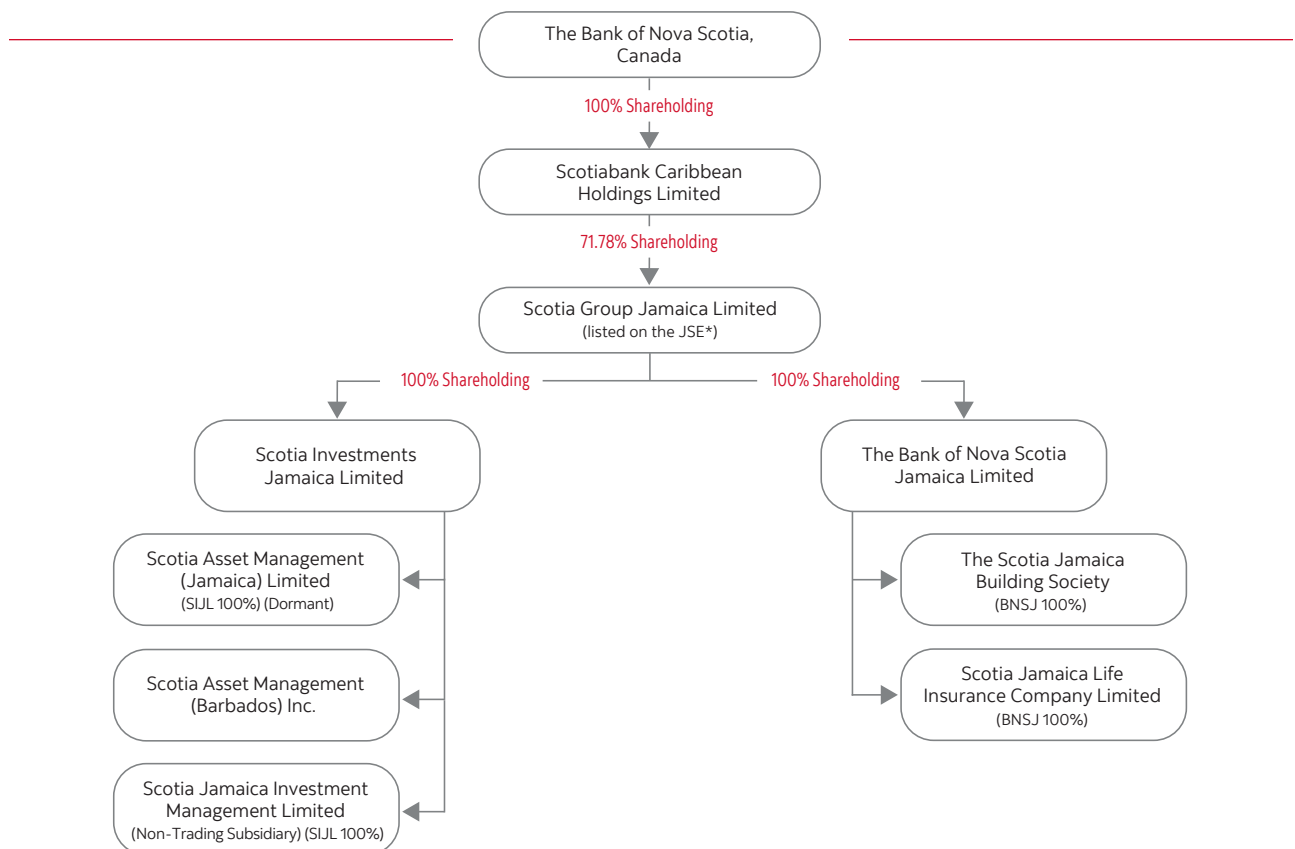 The Bank of Nova Scotia,
Canada
100% Shareholding
Scotiabank Caribbean
Holdings Limited
71.78% Shareholding
Scotia Group Jamaica Limited
(listed on the JSE*)
100% Shareholding
100% Shareholding
Scotia Investments
Jamaica Limited
The Bank of Nova Scotia
Jamaica Limited
Scotia Asset Management
(Jamaica) Limited
(SIJL 100%) (Dormant)
Scotia Asset Management
(Barbados) Inc.
Scotia Jamaica Investment
Management Limited
(Non-Trading Subsidiary) (SIJL 100%)
The Scotia Jamaica
Building Society
(BNSJ 100%)
Scotia Jamaica Life
Insurance Company Limited
(BNSJ 100%)